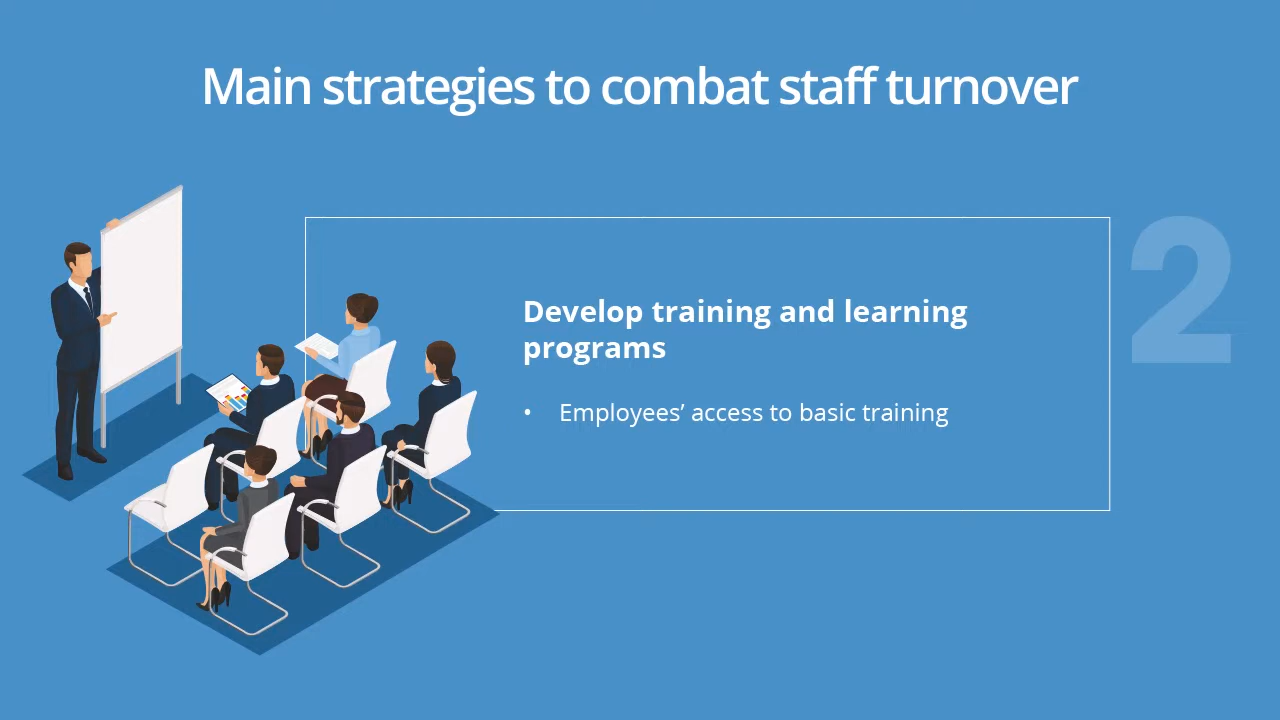 Main strategies to combat staff turnover
2
Develop training and learning
programs
• Employees’ access to basic training